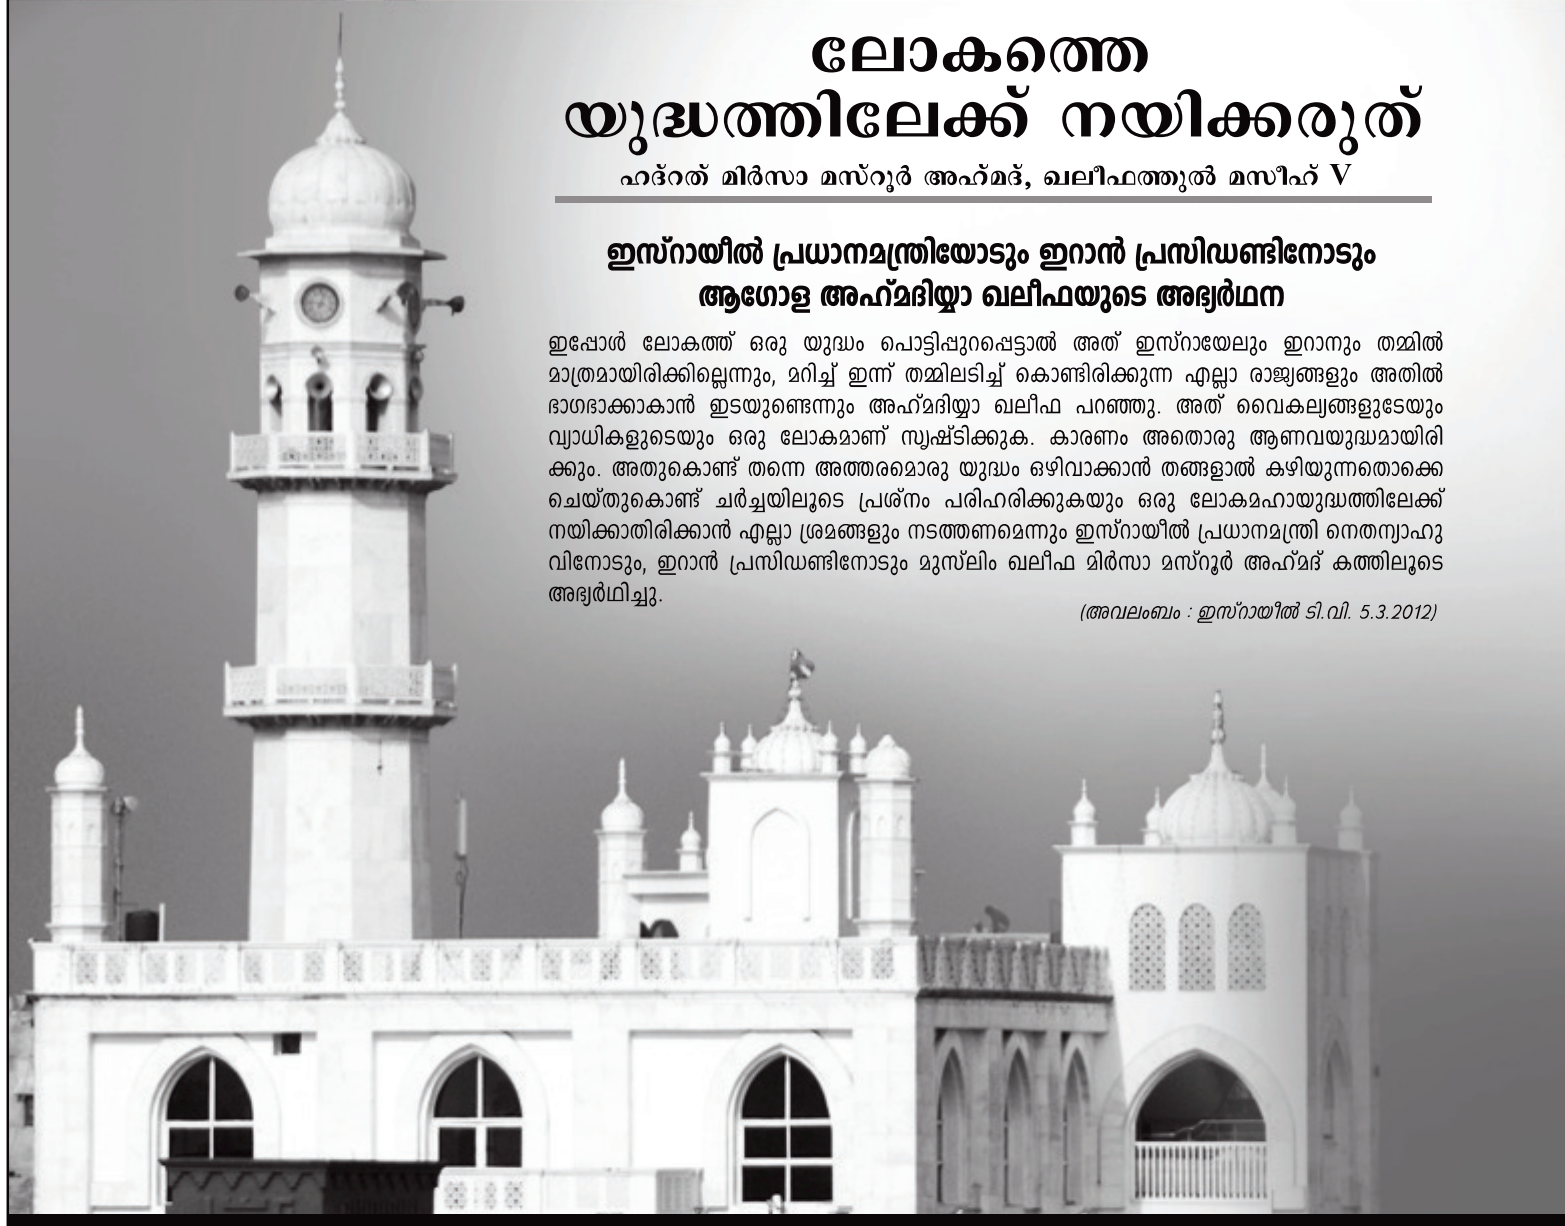 ലോകത്തെ
യുദ്ധത്തിലേക്ക് നയിക്കരുത്
ഹദ്റത് മിർസാ മസ്റൂർ അഹ്‌മദ്, ഖലീഫത്തുൽ മസീഹ് V
ഇസ്റായീൽ പ്രധാനമന്ത്രിയോടും ഇറാൻ പ്രസിഡണ്ടിനോടും
ആഗോള അഹ്‌മദിയ്യാ ഖലീഫയുടെ അഭ്യർഥന
ഇപ്പോൾ ലോകത്ത് ഒരു യുദ്ധം പൊട്ടിപ്പുറപ്പെട്ടാൽ അത് ഇസ്റായേലും ഇറാനും തമ്മിൽ
മാത്രമായിരിക്കില്ലെന്നും, മറിച്ച് ഇന്ന് തമ്മിലടിച്ച് കൊണ്ടിരിക്കുന്ന എല്ലാ രാജ്യങ്ങളും അതിൽ
ഭാഗഭാക്കാകാൻ ഇടയുണ്ടെന്നും അഹ്‌മദിയ്യാ ഖലീഫ പറഞ്ഞു. അത് വൈകല്യങ്ങളുടേയും
വ്യാധികളുടെയും ഒരു ലോകമാണ് സൃഷ്ടിക്കുക. കാരണം അതൊരു ആണവയുദ്ധമായിരി
ക്കും. അതുകൊണ്ട് തന്നെ അത്തരമൊരു യുദ്ധം ഒഴിവാക്കാൻ തങ്ങളാൽ കഴിയുന്നതൊക്കെ
ചെയ്തുകൊണ്ട് ചർച്ചയിലൂടെ പ്രശ്നം പരിഹരിക്കുകയും ഒരു ലോകമഹായുദ്ധത്തിലേക്ക്
നയിക്കാതിരിക്കാൻ എല്ലാ ശ്രമങ്ങളും നടത്തണമെന്നും ഇസ്റായീൽ പ്രധാനമന്ത്രി നെതന്യാഹു
വിനോടും, ഇറാൻ പ്രസിഡണ്ടിനോടും മുസ്‌ലിം ഖലീഫ മിർസാ മസ്റൂർ അഹ്‌മദ് കത്തിലൂടെ
അഭ്യർഥിച്ചു.
(അവലംബം : ഇസ്റായീൽ ടി.വി. 5.3.2012)